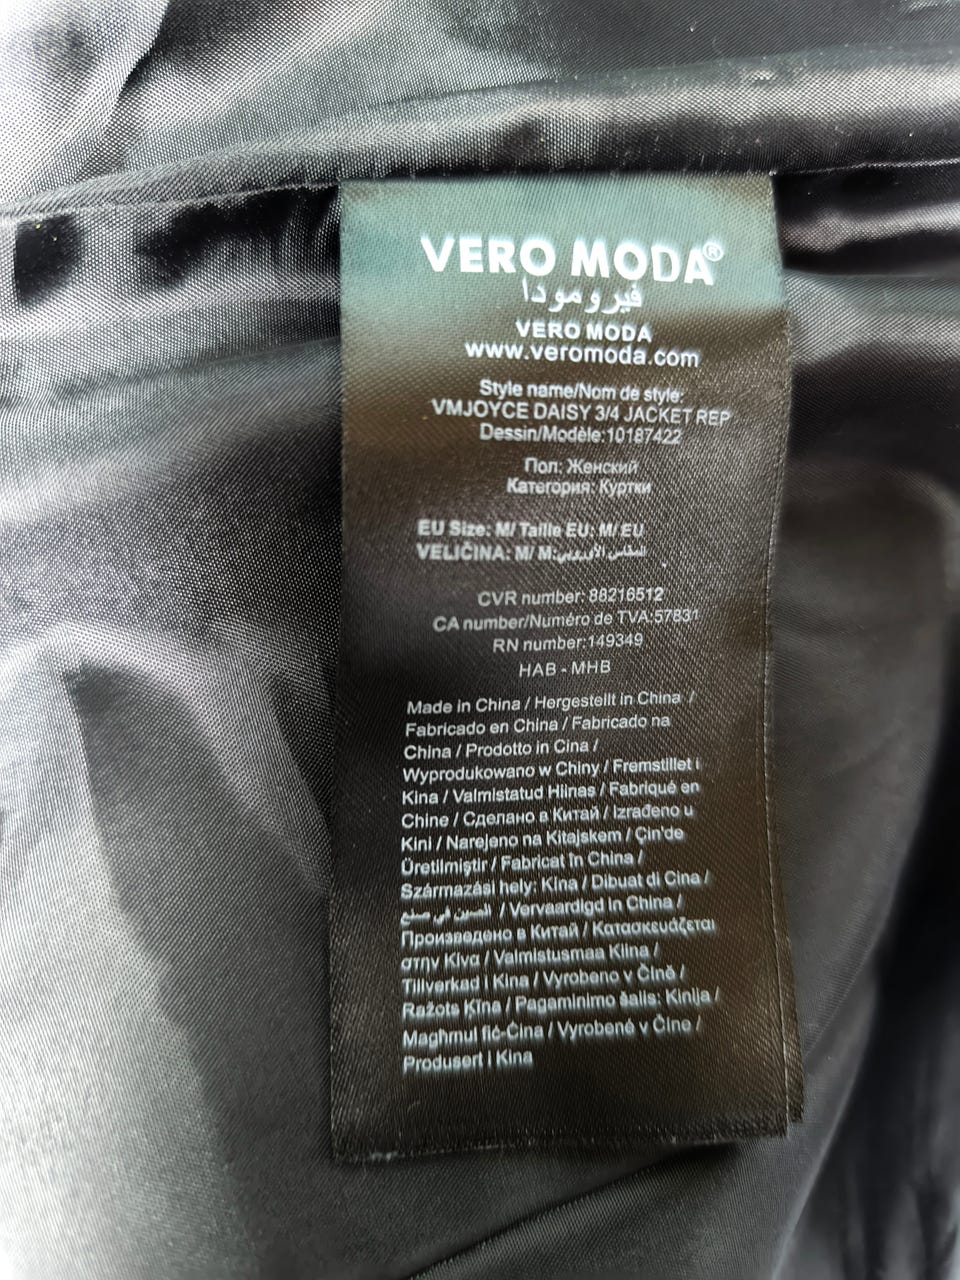 VERO MODA®
فيرومودا
VERO MODA
www.veromoda.com
Style name/Nom de style:
VMJOYCE DAISY 3/4 JACKET REP
Dessin/Modèle:10187422
Пол: Женский
Категория: Куртки
EU Size: M/ Taille EU: M/ EU
VELIČINA: M/ M:المقاس الأوروبي
CVR number: 88216512
CA number/Numéro de TVA:57831
RN number:149349
HAB - MHB
Made in China / Hergestellt in China /
Fabricado en China / Fabricado na
China / Prodotto in Cina /
Wyprodukowano w Chiny / Fremstillet i
Kina / Valmistatud Hiinas / Fabriqué en
Chine / Сделано в Китай / Izrađeno u
Kini / Narejeno na Kitajskem / Çin'de
Üretilmiştir / Fabricat în China /
Származási hely: Kína / Dibuat di Cina /
الصين في صنع / Vervaardigd in China /
Произведено в Китай / Κατασκευάζεται
στην Κίνα / Valmistusmaa Kiina /
Tillverkad i Kina / Vyrobeno v Číně /
Ražots Ķīna / Pagaminimo šalis: Kinija /
Magħmul fiċ-Ċina / Vyrobené v Číne /
Produsert i Kina